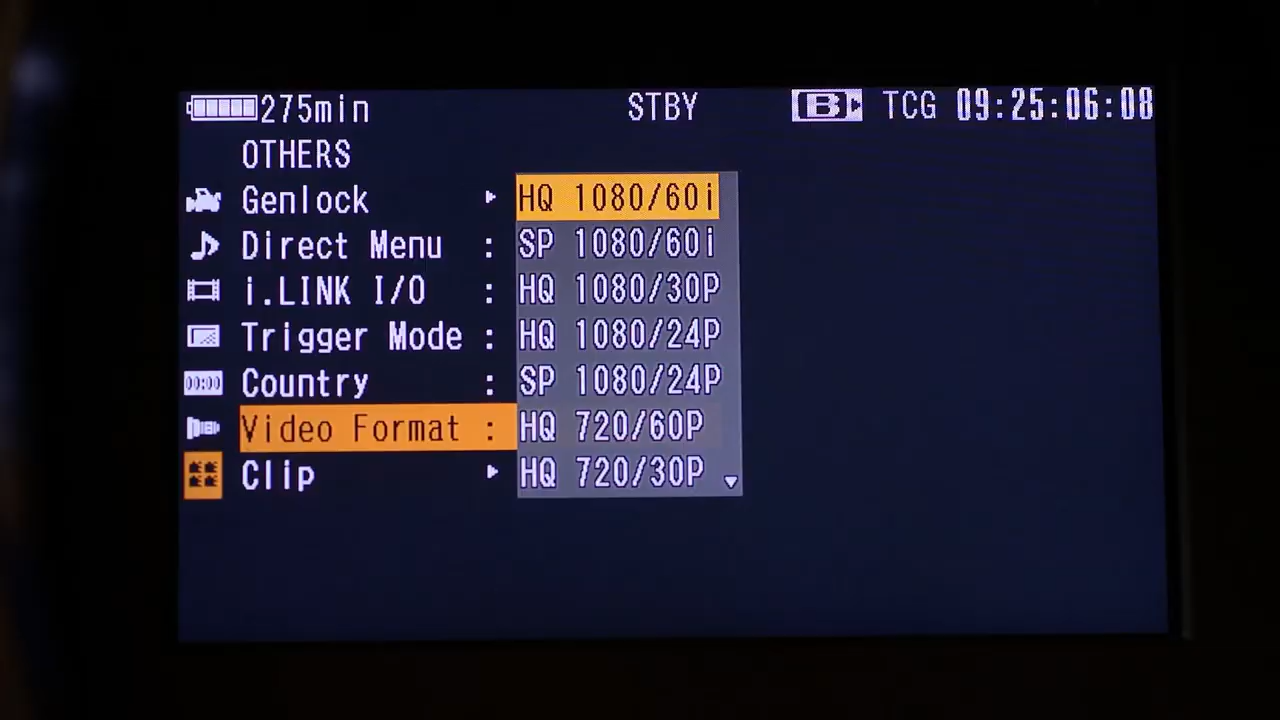 275min STBY B TCG 09:25:06:08
OTHERS
Genlock HQ 1080/60i
Direct Menu : SP 1080/60i
i.LINK I/O : HQ 1080/30P
Trigger Mode : HQ 1080/24P
00:00 Country : SP 1080/24P
Video Format : HQ 720/60P
Clip HQ 720/30P